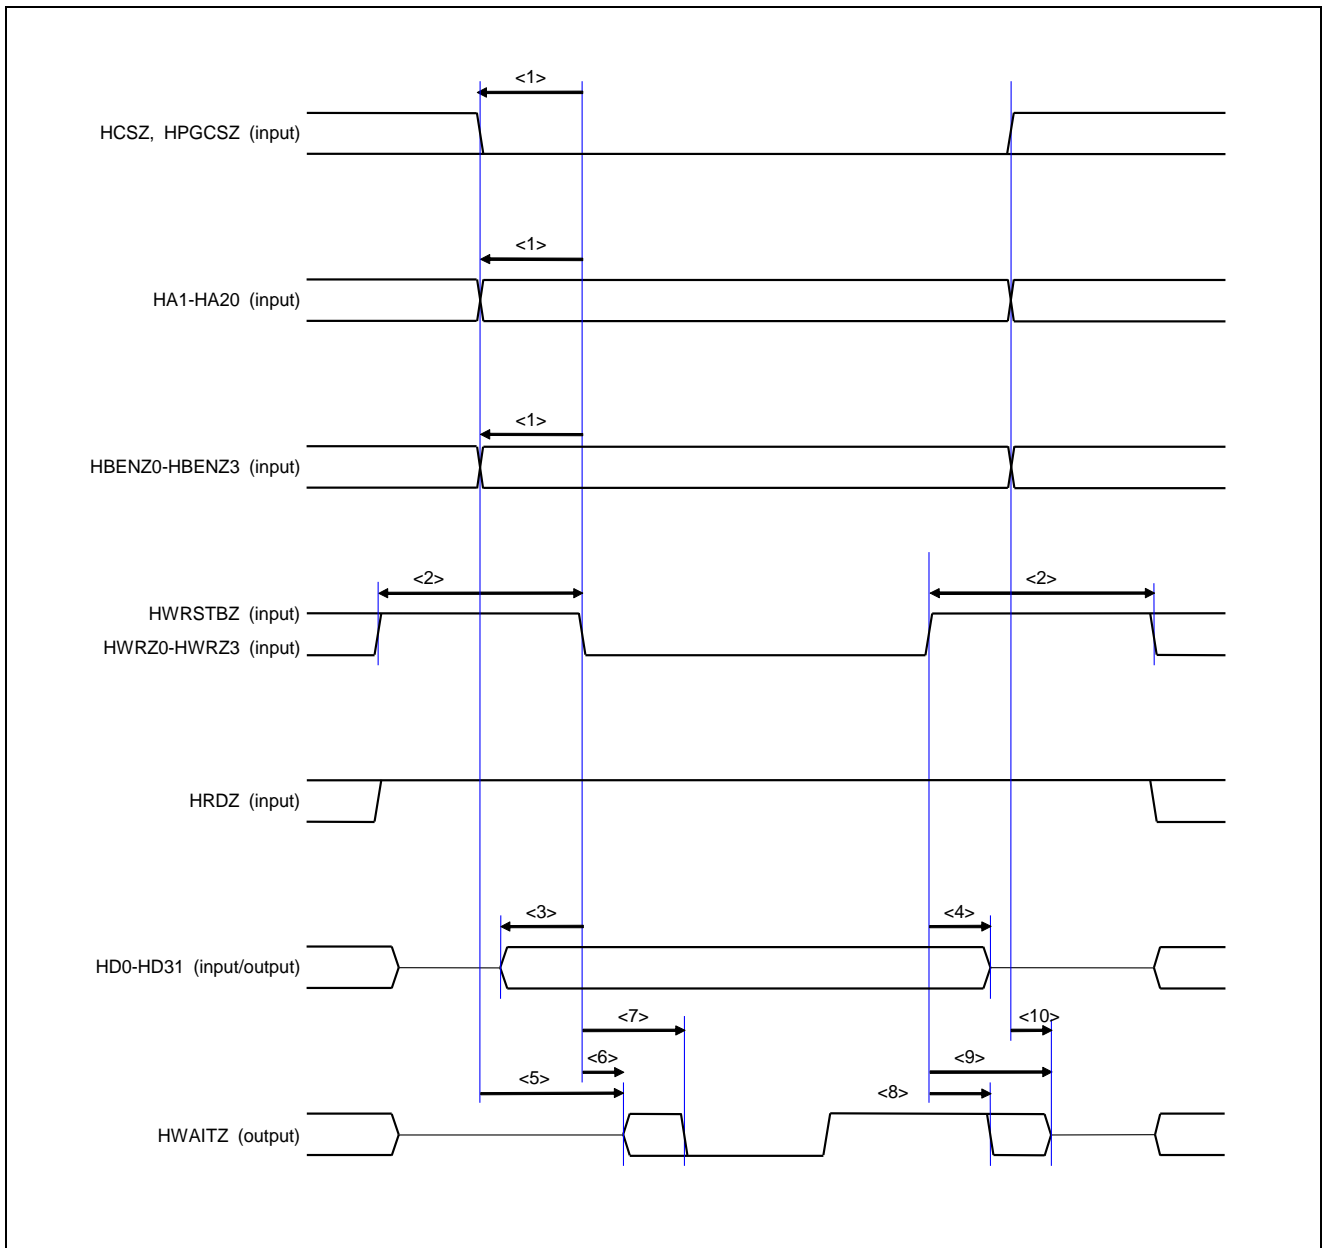 <1>
HCSZ, HPGCSZ (input)
<1>
HA1-HA20 (input)
<1>
HBENZ0-HBENZ3 (input)
<2> <2>
HWRSTBZ (input)
HWRZ0-HWRZ3 (input)
HRDZ (input)
<3> <4>
HD0-HD31 (input/output)
<7> <10>
<6> <9>
<5> <8>
HWAITZ (output)